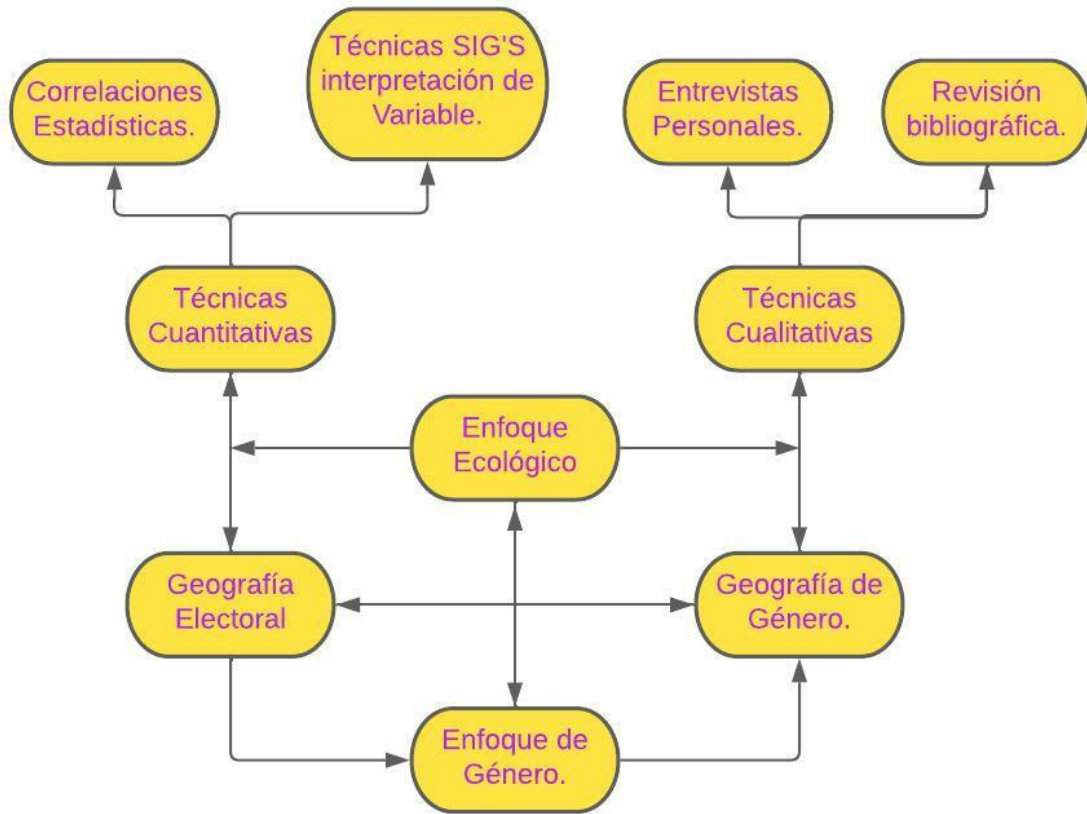 Correlaciones
Estadísticas.
Técnicas SIG'S
interpretación de
Variable.
Entrevistas
Personales.
Revisión
bibliográfica.
Técnicas
Cuantitativas
Técnicas
Cualitativas
Enfoque
Ecológico
Geografía
Electoral
Geografía de
Género.
Enfoque de
Género.